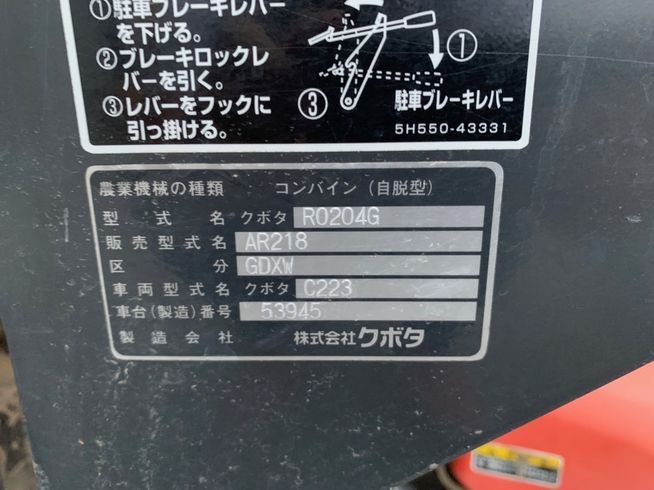 ①駐車ブレーキレバー
を下げる。
②ブレーキロックレ
バーを引く。
③レバーをフックに
引っ掛ける。
①
③
駐車ブレーキレバー
5H550-43331
農業機械の種類 コンバイン (自脱型)
型式名 クボタ R0204G
販売型式名 AR218
区分 GDXW
車両型式名 クボタ C223
車台(製造)番号 53945
製造会社 株式会社クボタ